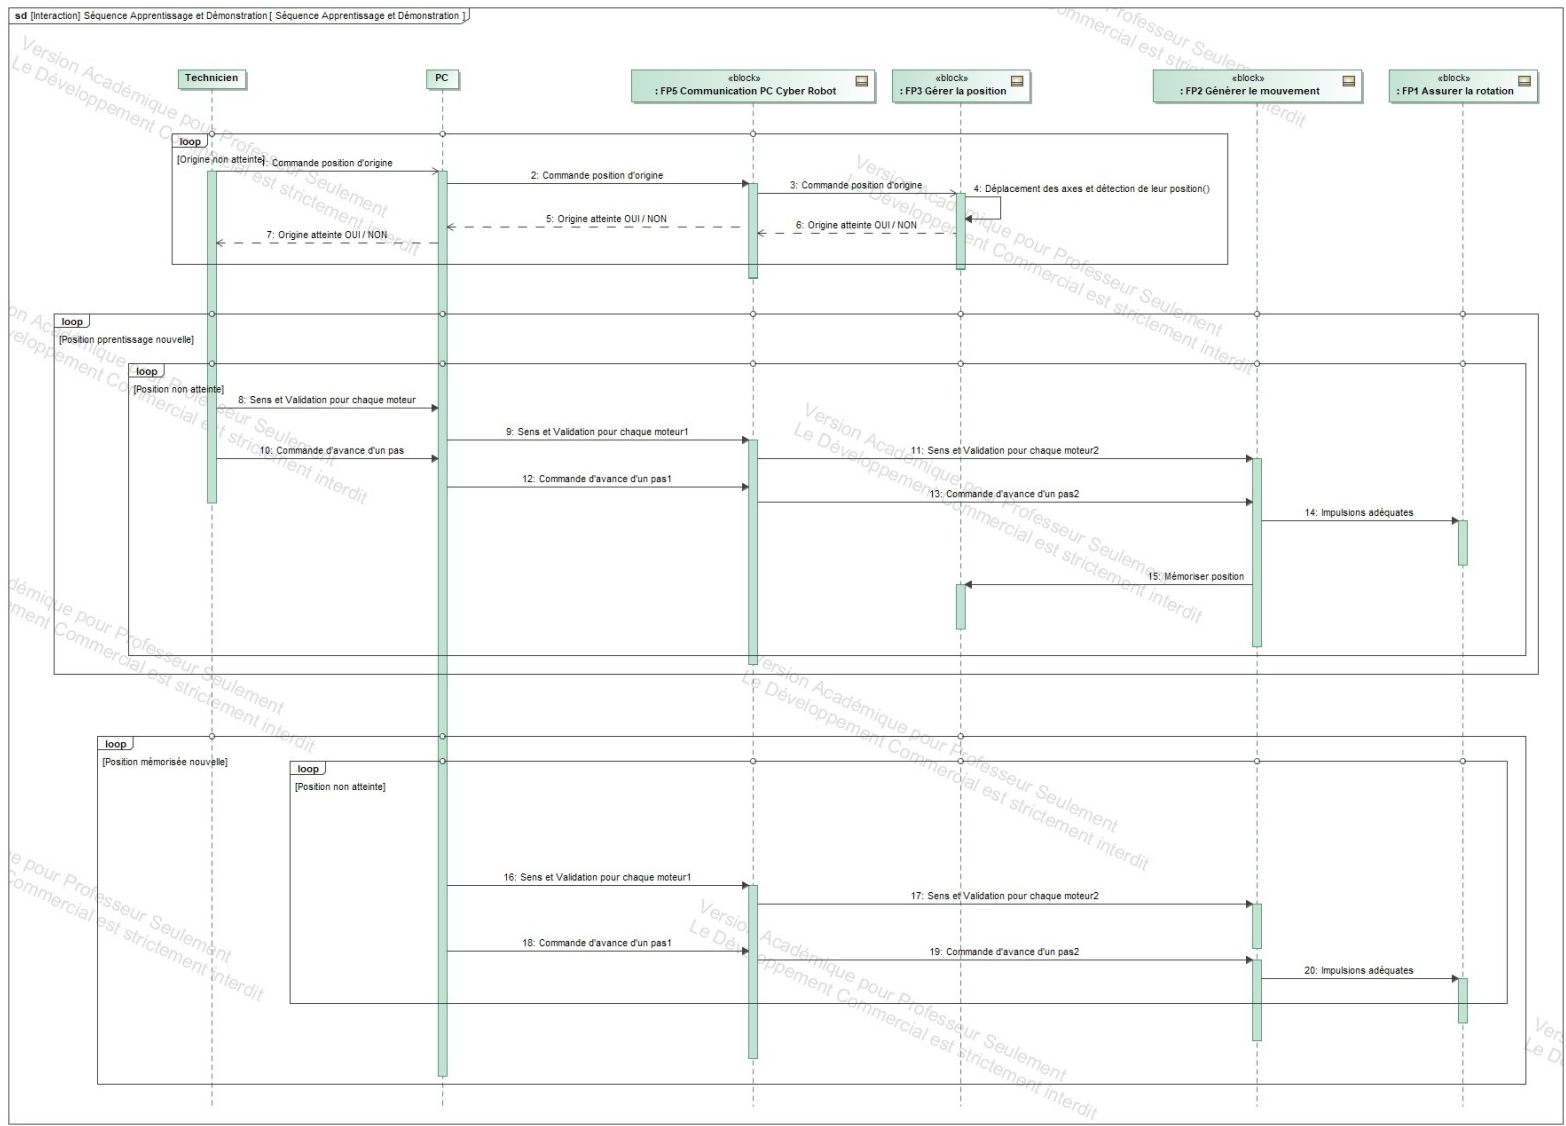 sd [Interaction] Séquence Apprentissage et Démonstration [ Séquence Apprentissage et Démonstration ]
Technicien
PC
«block»
: FP5 Communication PC Cyber Robot
«block»
: FP3 Gérer la position
«block»
: FP2 Générer le mouvement
«block»
: FP1 Assurer la rotation
loop
[Origine non atteinte]
1: Commande position d'origine
2: Commande position d'origine
3: Commande position d'origine
4: Déplacement des axes et détection de leur position()
5: Origine atteinte OUI / NON
6: Origine atteinte OUI / NON
7: Origine atteinte OUI / NON
loop
[Position pprentissage nouvelle]
loop
[Position non atteinte]
8: Sens et Validation pour chaque moteur
9: Sens et Validation pour chaque moteur1
10: Commande d'avance d'un pas
11: Sens et Validation pour chaque moteur2
12: Commande d'avance d'un pas1
13: Commande d'avance d'un pas2
14: Impulsions adéquates
15: Mémoriser position
loop
[Position mémorisée nouvelle]
loop
[Position non atteinte]
16: Sens et Validation pour chaque moteur1
17: Sens et Validation pour chaque moteur2
18: Commande d'avance d'un pas1
19: Commande d'avance d'un pas2
20: Impulsions adéquates
Version Académique pour Professeur Seulement
Le Développement Commercial est strictement interdit